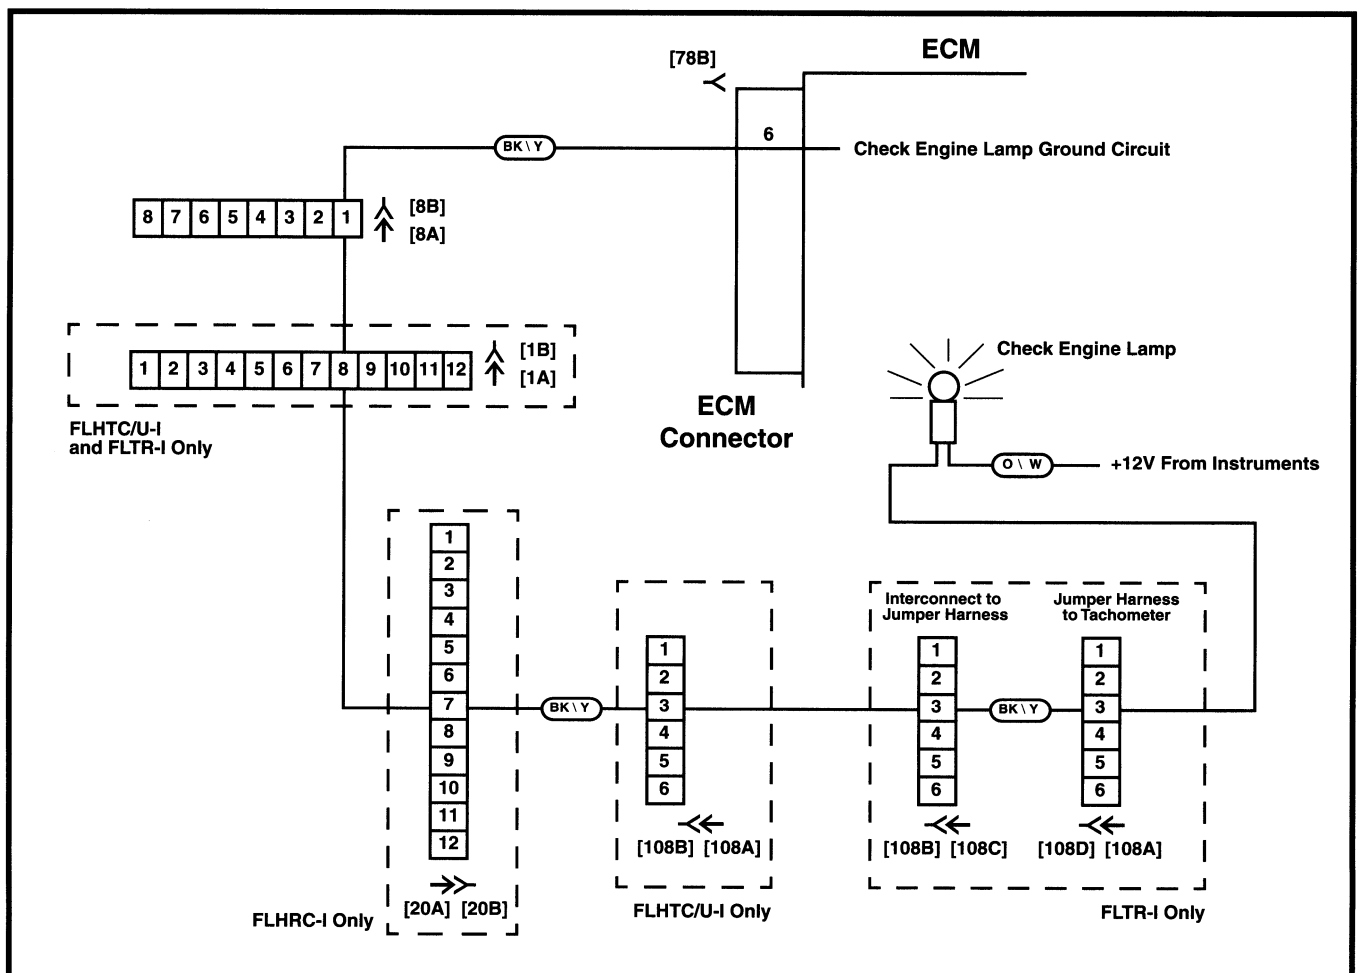 [78B]
ECM
6
BK \ Y
Check Engine Lamp Ground Circuit
8 7 6 5 4 3 2 1
[8B]
[8A]
1 2 3 4 5 6 7 8 9 10 11 12
[1B]
[1A]
FLHTC/U-I
and FLTR-I Only
ECM
Connector
Check Engine Lamp
O \ W
+12V From Instruments
1
2
3
4
5
6
7
8
9
10
11
12
[20A] [20B]
FLHRC-I Only
BK \ Y
1
2
3
4
5
6
[108B] [108A]
FLHTC/U-I Only
Interconnect to
Jumper Harness
1
2
3
4
5
6
[108B] [108C]
BK \ Y
Jumper Harness
to Tachometer
1
2
3
4
5
6
[108D] [108A]
FLTR-I Only